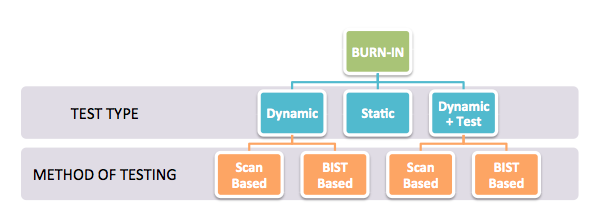 BURN-IN
TEST TYPE
Dynamic
Static
Dynamic
+ Test
METHOD OF TESTING
Scan
Based
BIST
Based
Scan
Based
BIST
Based